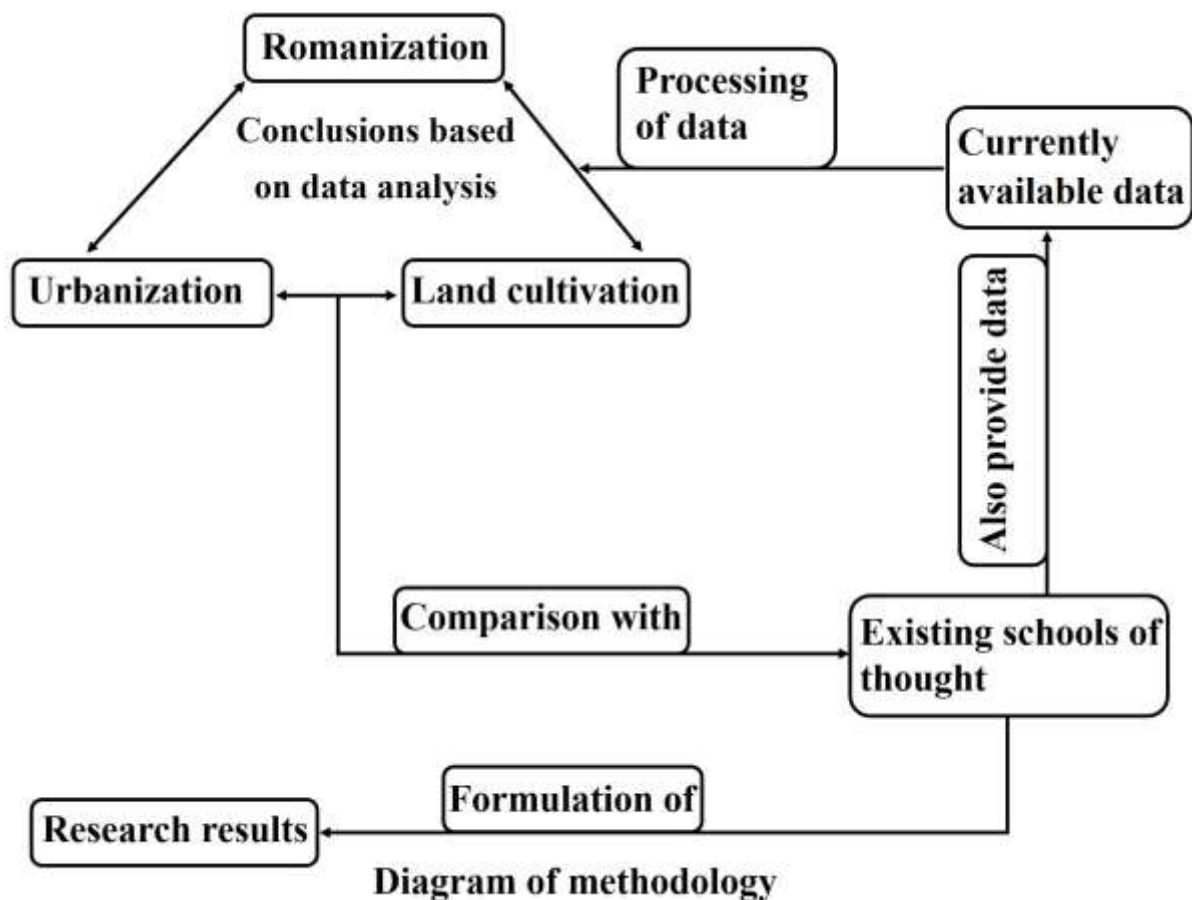 Romanization
Conclusions based
on data analysis
Urbanization
Land cultivation
Processing
of data
Currently
available data
Also provide data
Comparison with
Existing schools of
thought
Formulation of
Research results
Diagram of methodology